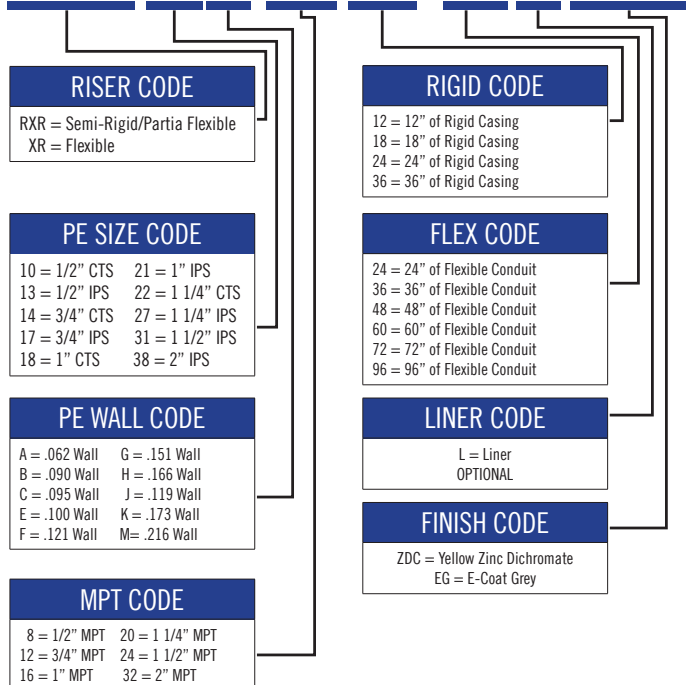 RISER CODE
RXR = Semi-Rigid/Partia Flexible
XR = Flexible
PE SIZE CODE
10 = 1/2” CTS 21 = 1” IPS
13 = 1/2” IPS 22 = 1 1/4” CTS
14 = 3/4” CTS 27 = 1 1/4” IPS
17 = 3/4” IPS 31 = 1 1/2” IPS
18 = 1” CTS 38 = 2” IPS
PE WALL CODE
A = .062 Wall G = .151 Wall
B = .090 Wall H = .166 Wall
C = .095 Wall J = .119 Wall
E = .100 Wall K = .173 Wall
F = .121 Wall M= .216 Wall
MPT CODE
8 = 1/2” MPT 20 = 1 1/4” MPT
12 = 3/4” MPT 24 = 1 1/2” MPT
16 = 1” MPT 32 = 2” MPT
RIGID CODE
12 = 12” of Rigid Casing
18 = 18” of Rigid Casing
24 = 24” of Rigid Casing
36 = 36” of Rigid Casing
FLEX CODE
24 = 24” of Flexible Conduit
36 = 36” of Flexible Conduit
48 = 48” of Flexible Conduit
60 = 60” of Flexible Conduit
72 = 72” of Flexible Conduit
96 = 96” of Flexible Conduit
LINER CODE
L = Liner
OPTIONAL
FINISH CODE
ZDC = Yellow Zinc Dichromate
EG = E-Coat Grey